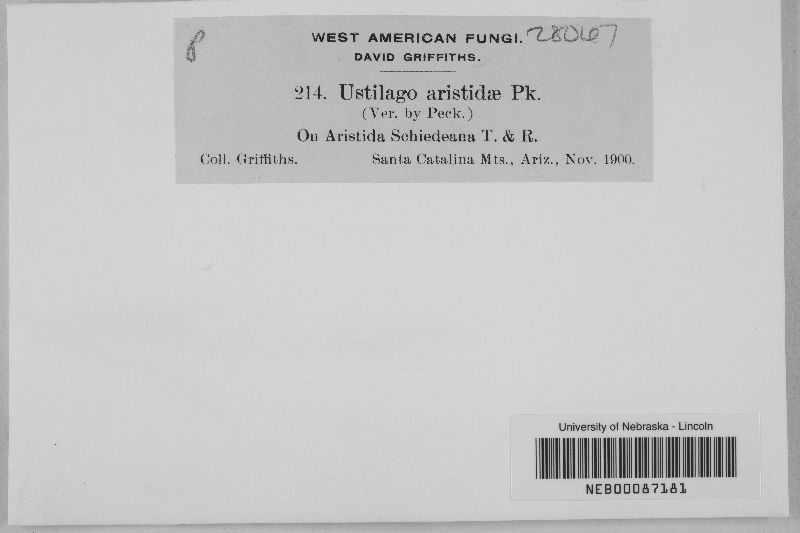 WEST AMERICAN FUNGI. 28067
DAVID GRIFFITHS.
214. Ustilago aristidæ Pk.
(Ver. by Peck.)
On Aristida Schiedeana T. & R.
Coll. Griffiths. Santa Catalina Mts., Ariz., Nov. 1900.
University of Nebraska - Lincoln
NEB00087181